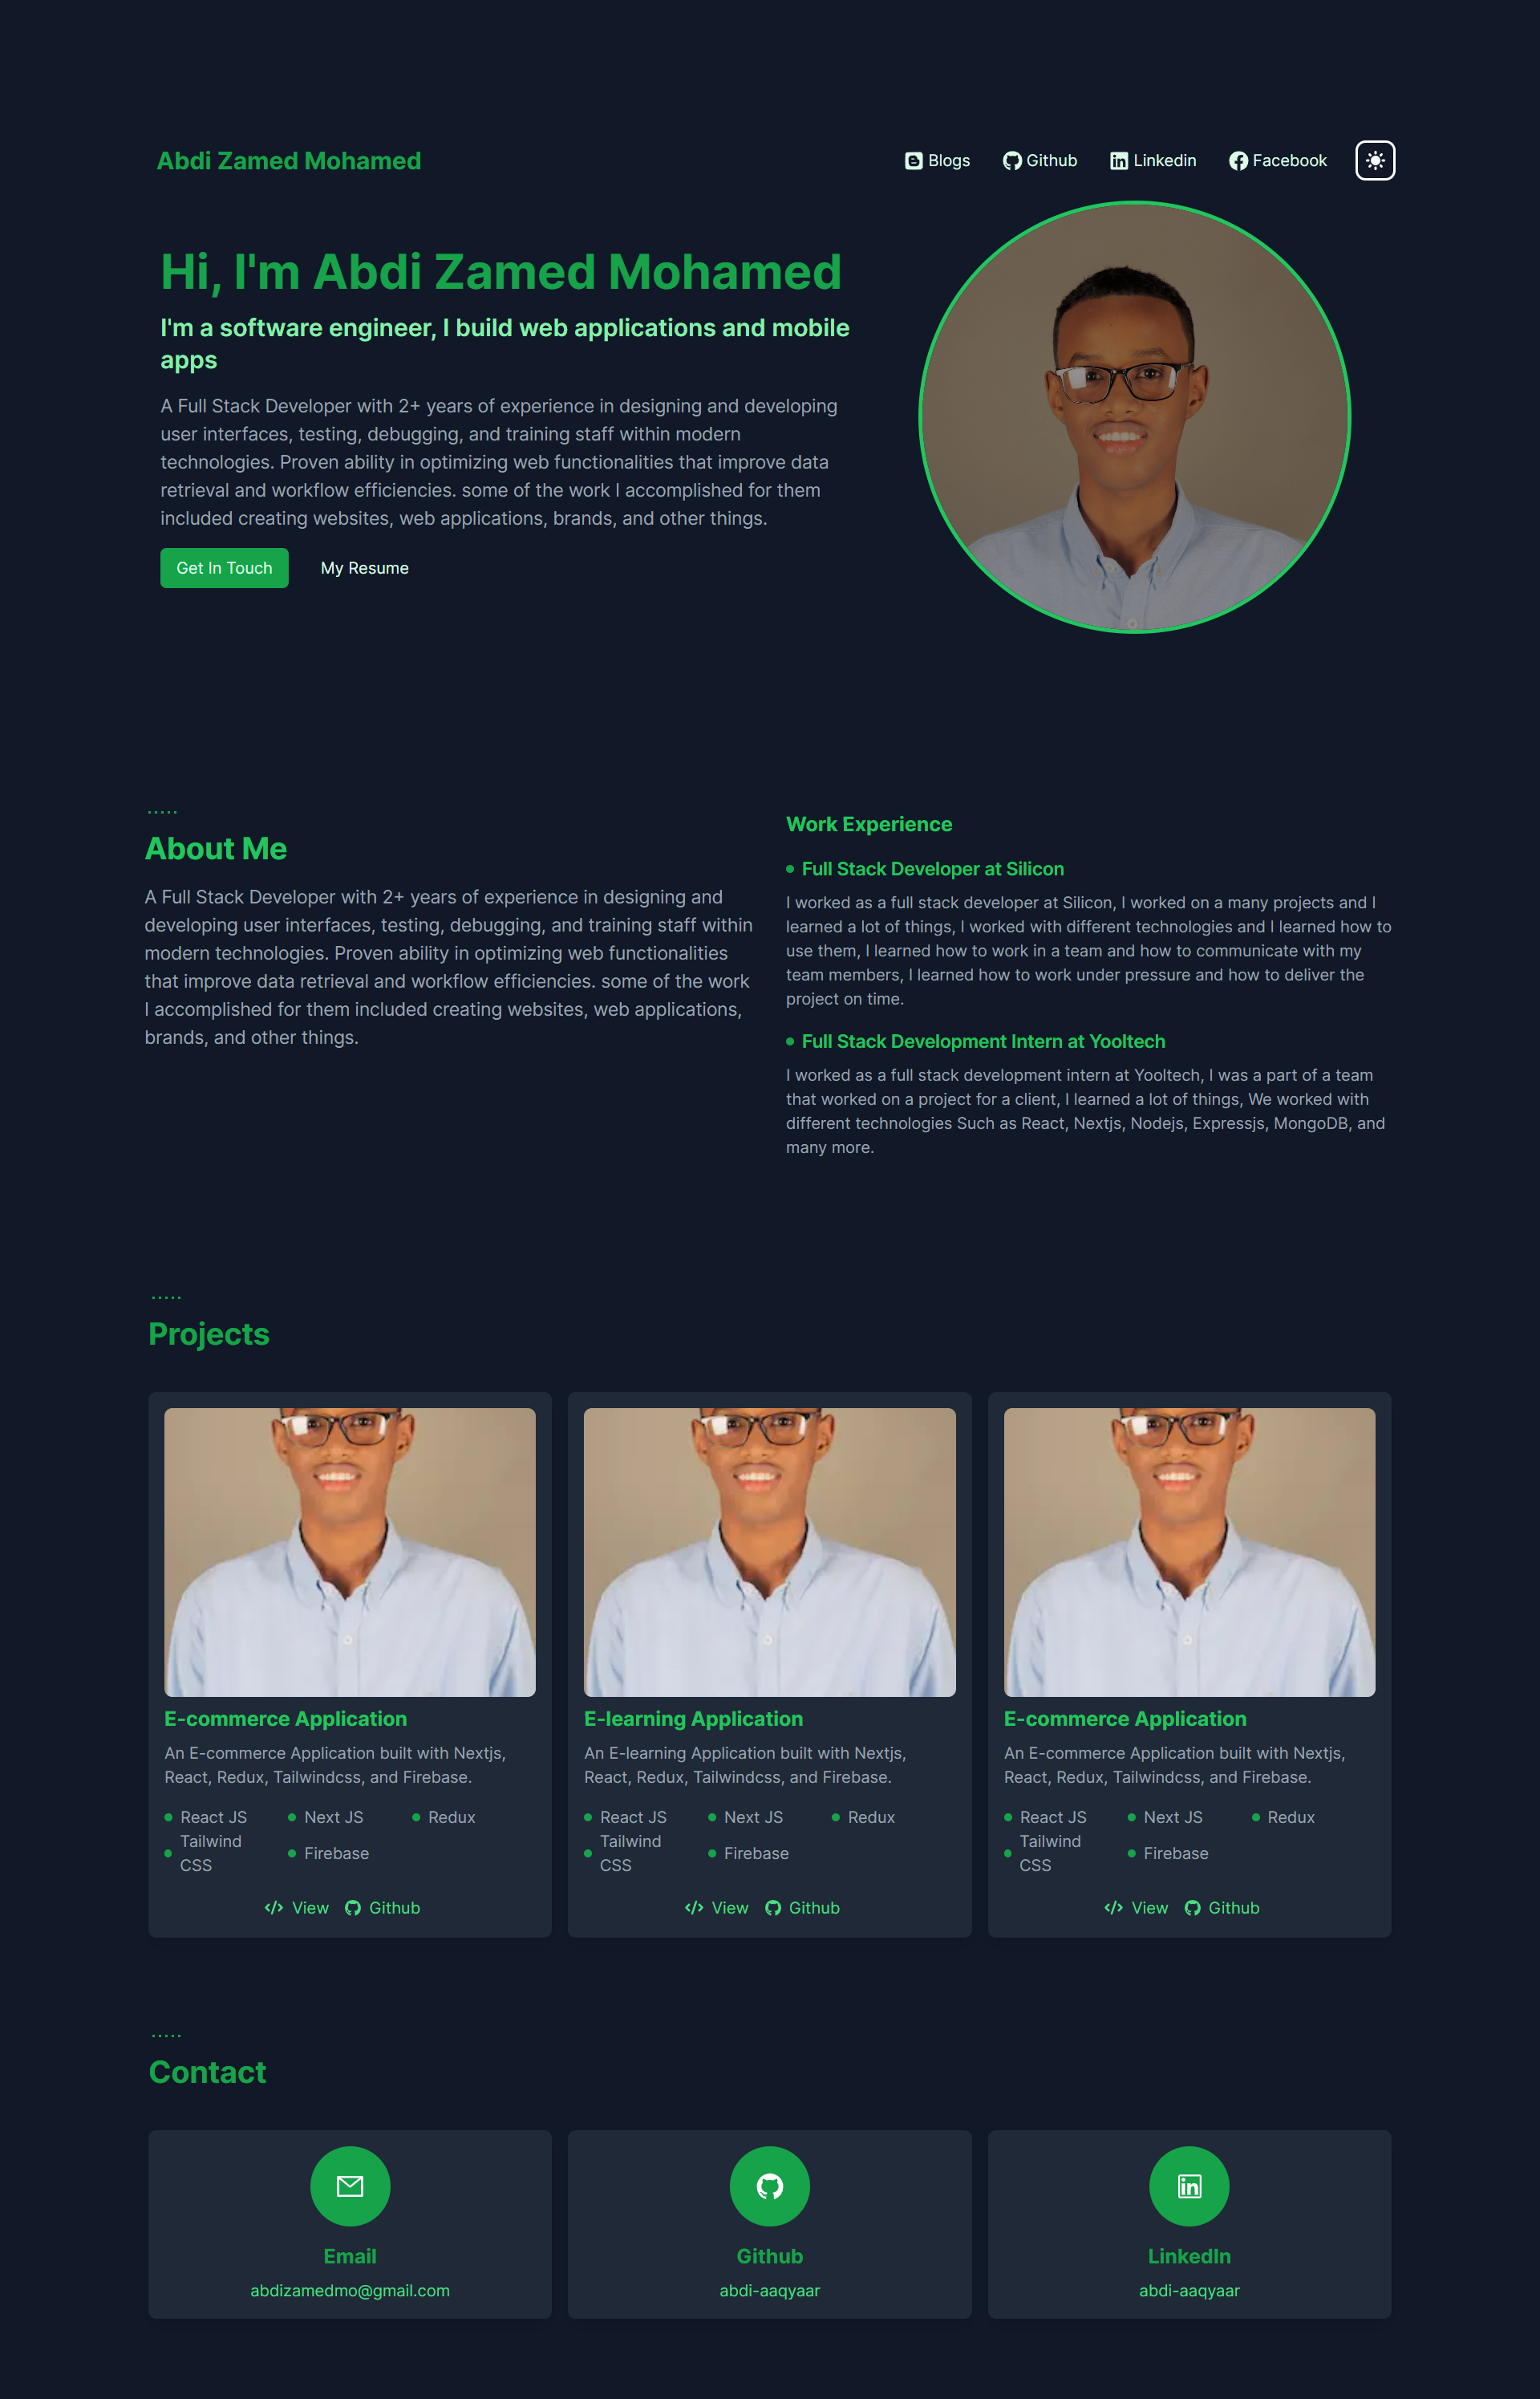 Abdi Zamed Mohamed
Blogs
Github
Linkedin
Facebook
Hi, I'm Abdi Zamed Mohamed
I'm a software engineer, I build web applications and mobile
apps
A Full Stack Developer with 2+ years of experience in designing and developing
user interfaces, testing, debugging, and training staff within modern
technologies. Proven ability in optimizing web functionalities that improve data
retrieval and workflow efficiencies. some of the work I accomplished for them
included creating websites, web applications, brands, and other things.
Get In Touch
My Resume
.....
About Me
A Full Stack Developer with 2+ years of experience in designing and
developing user interfaces, testing, debugging, and training staff within
modern technologies. Proven ability in optimizing web functionalities
that improve data retrieval and workflow efficiencies. some of the work
I accomplished for them included creating websites, web applications,
brands, and other things.
Work Experience
Full Stack Developer at Silicon
I worked as a full stack developer at Silicon, I worked on a many projects and I
learned a lot of things, I worked with different technologies and I learned how to
use them, I learned how to work in a team and how to communicate with my
team members, I learned how to work under pressure and how to deliver the
project on time.
Full Stack Development Intern at Yooltech
I worked as a full stack development intern at Yooltech, I was a part of a team
that worked on a project for a client, I learned a lot of things, We worked with
different technologies Such as React, Nextjs, Nodejs, Expressjs, MongoDB, and
many more.
.....
Projects
E-commerce Application
An E-commerce Application built with Nextjs,
React, Redux, Tailwindcss, and Firebase.
React JS
Next JS
Redux
Tailwind
CSS
Firebase
View
Github
E-learning Application
An E-learning Application built with Nextjs,
React, Redux, Tailwindcss, and Firebase.
React JS
Next JS
Redux
Tailwind
CSS
Firebase
View
Github
E-commerce Application
An E-commerce Application built with Nextjs,
React, Redux, Tailwindcss, and Firebase.
React JS
Next JS
Redux
Tailwind
CSS
Firebase
View
Github
.....
Contact
Email
abdizamedmo@gmail.com
Github
abdi-aaqyaar
LinkedIn
abdi-aaqyaar